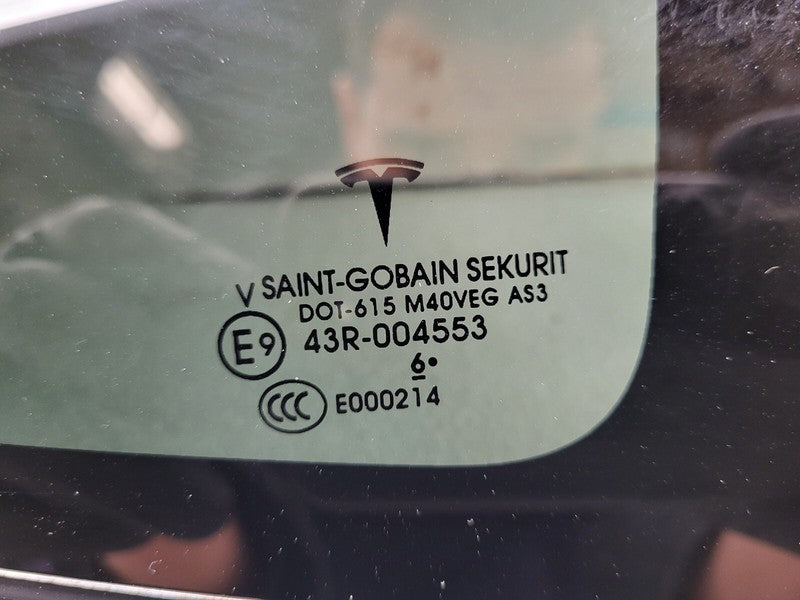 V SAINT-GOBAIN SEKURIT
DOT-615 M40VEG AS3
E9 43R-004553
6•
CCC E000214